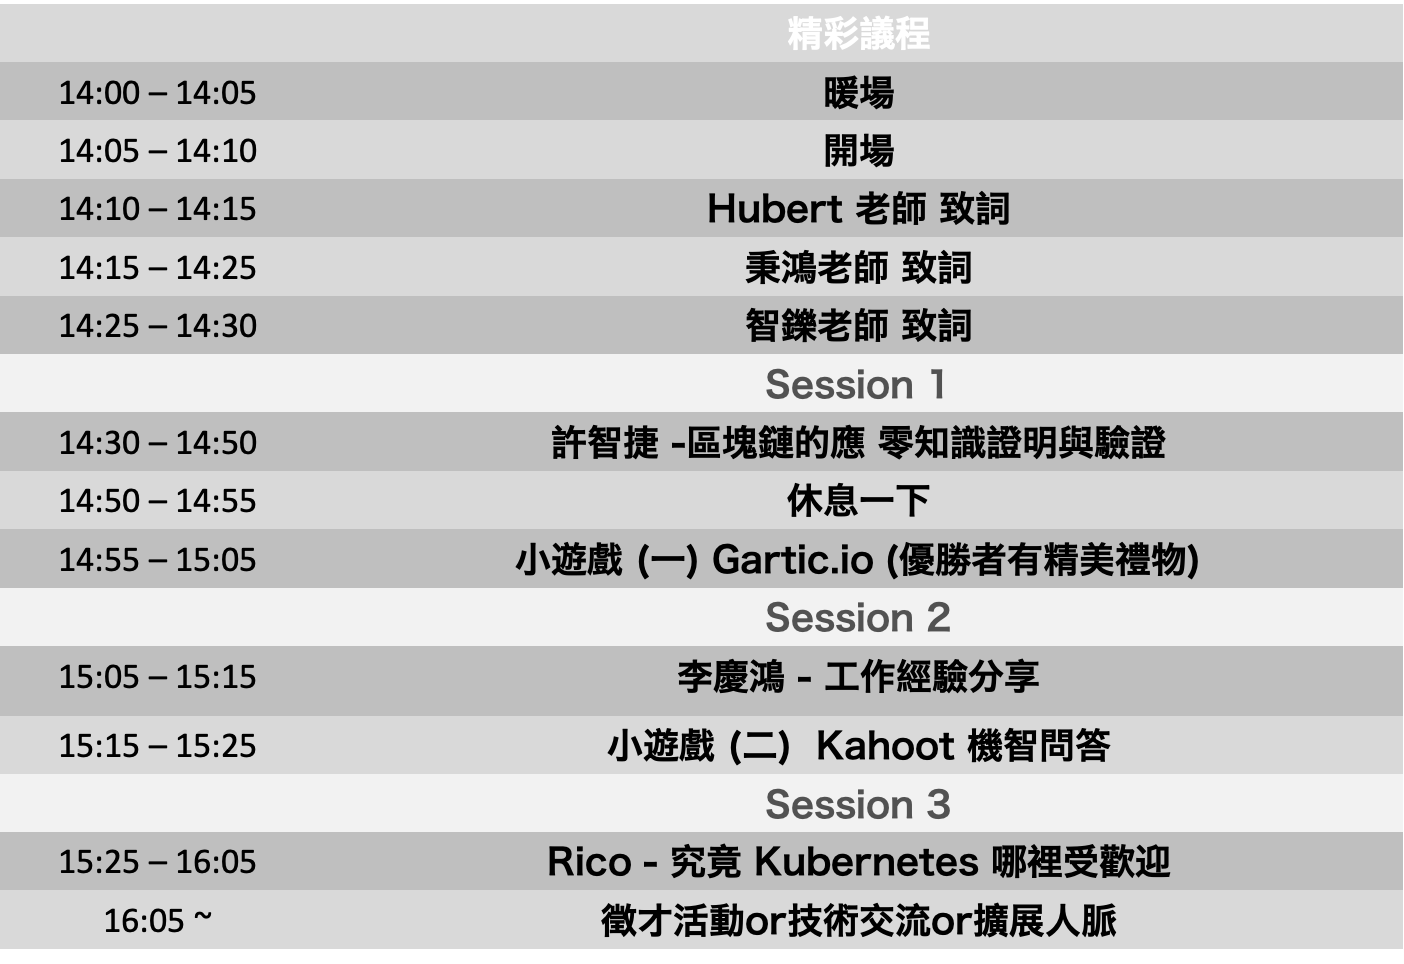 精彩議程
14:00 – 14:05 暖場
14:05 – 14:10 開場
14:10 – 14:15 Hubert 老師 致詞
14:15 – 14:25 秉鴻老師 致詞
14:25 – 14:30 智鑠老師 致詞
Session 1
14:30 – 14:50 許智捷 -區塊鏈的應 零知識證明與驗證
14:50 – 14:55 休息一下
14:55 – 15:05 小遊戲 (一) Gartic.io (優勝者有精美禮物)
Session 2
15:05 – 15:15 李慶鴻 - 工作經驗分享
15:15 – 15:25 小遊戲 (二) Kahoot 機智問答
Session 3
15:25 – 16:05 Rico - 究竟 Kubernetes 哪裡受歡迎
16:05 ~ 徵才活動or技術交流or擴展人脈